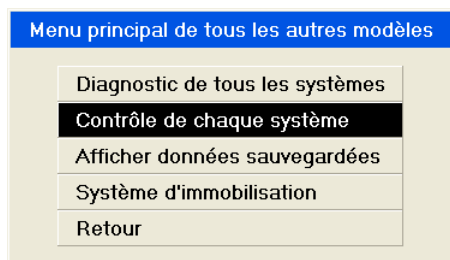 Menu principal de tous les autres modèles
Diagnostic de tous les systèmes
Contrôle de chaque système
Afficher données sauvegardées
Système d'immobilisation
Retour